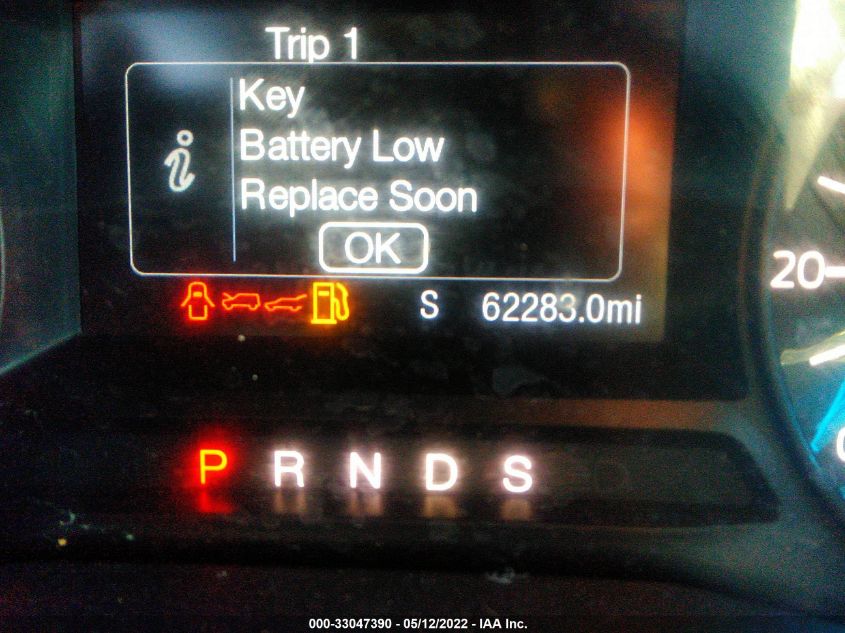 Trip 1
Key
Battery Low
Replace Soon
OK
S 62283.0mi
20
P R N D S
000-33047390 - 05/12/2022 - IAA Inc.